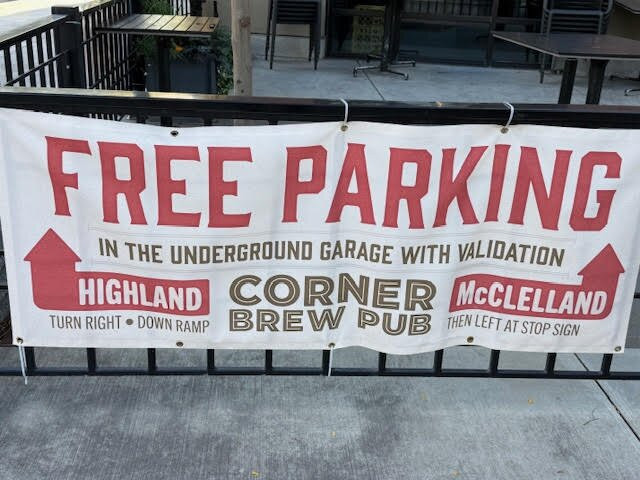 FREE PARKING
IN THE UNDERGROUND GARAGE WITH VALIDATION
HIGHLAND
TURN RIGHT • DOWN RAMP
CORNER
BREW PUB
McCLELLAND
THEN LEFT AT STOP SIGN